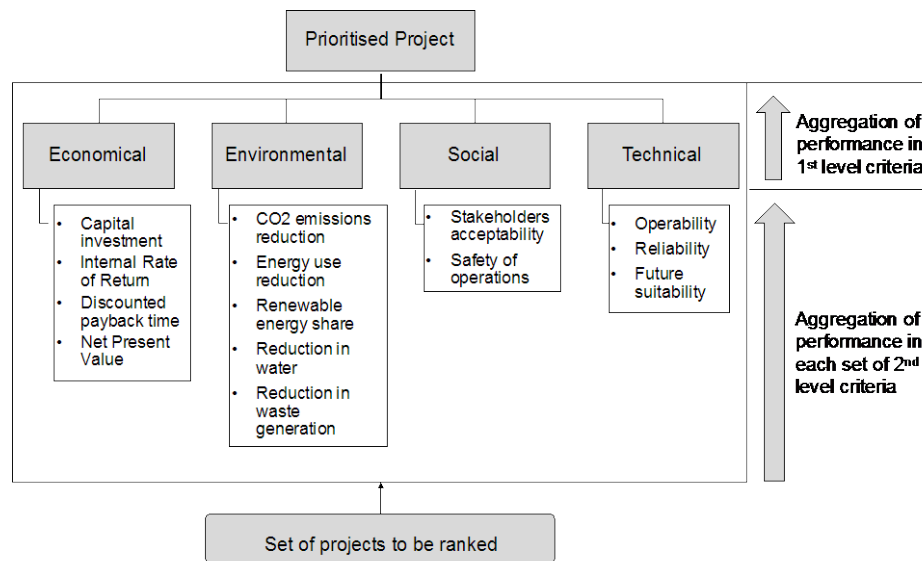 Prioritised Project
Economical
Environmental
Social
Technical
Aggregation of
performance in
1st level criteria
• Capital
investment
• Internal Rate
of Return
• Discounted
payback time
• Net Present
Value
• CO2 emissions
reduction
• Energy use
reduction
• Renewable
energy share
• Reduction in
water
• Reduction in
waste
generation
• Stakeholders
acceptability
• Safety of
operations
• Operability
• Reliability
• Future
suitability
Aggregation of
performance in
each set of 2nd
level criteria
Set of projects to be ranked